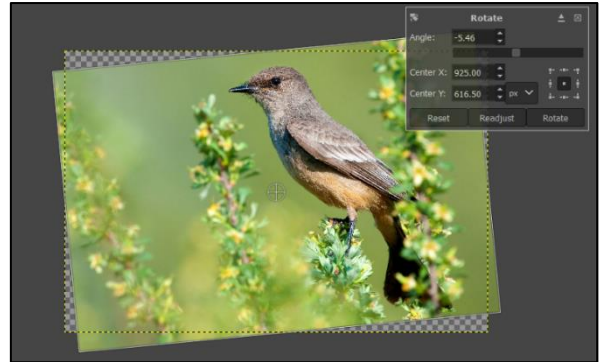 Rotate
Angle: -5.46
Center X: 925.00
Center Y: 616.50 px
Reset Readjust Rotate